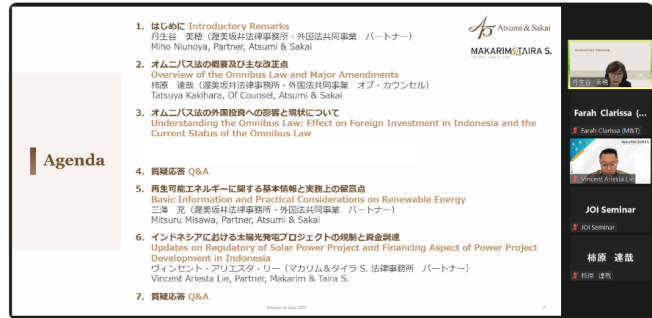 Atsumi & Sakai
MAKARIM & TAIRA S.
Agenda
1. はじめに Introductory Remarks
丹生谷 美穂（渥美坂井法律事務所・外国法共同事業 パートナー）
Miho Niunoya, Partner, Atsumi & Sakai
2. オムニバス法の概要及び主な改正点
Overview of the Omnibus Law and Major Amendments
柿原 達哉（渥美坂井法律事務所・外国法共同事業 オブ・カウンセル）
Tatsuya Kakihara, Of Counsel, Atsumi & Sakai
3. オムニバス法の外国投資への影響と現状について
Understanding the Omnibus Law: Effect on Foreign Investment in Indonesia and the
Current Status of the Omnibus Law
4. 質疑応答 Q&A
5. 再生可能エネルギーに関する基本情報と実務上の留意点
Basic Information and Practical Considerations on Renewable Energy
三澤 充（渥美坂井法律事務所・外国法共同事業 パートナー）
Mitsuru Misawa, Partner, Atsumi & Sakai
6. インドネシアにおける太陽光発電プロジェクトの規制と資金調達
Updates on Regulatory of Solar Power Project and Financing Aspect of Power Project
Development in Indonesia
ヴィンセント・アリエスタ・リー（マカリム&タイラ S. 法律事務所 パートナー）
Vincent Ariesta Lie, Partner, Makarim & Taira S.
7. 質疑応答 Q&A
2
丹生谷 美穂
Farah Clarissa (...
Farah Clarissa (M&T)
Vincent Ariesta Lie
JOI Seminar
JOI Seminar
柿原 達哉
柿原 達哉